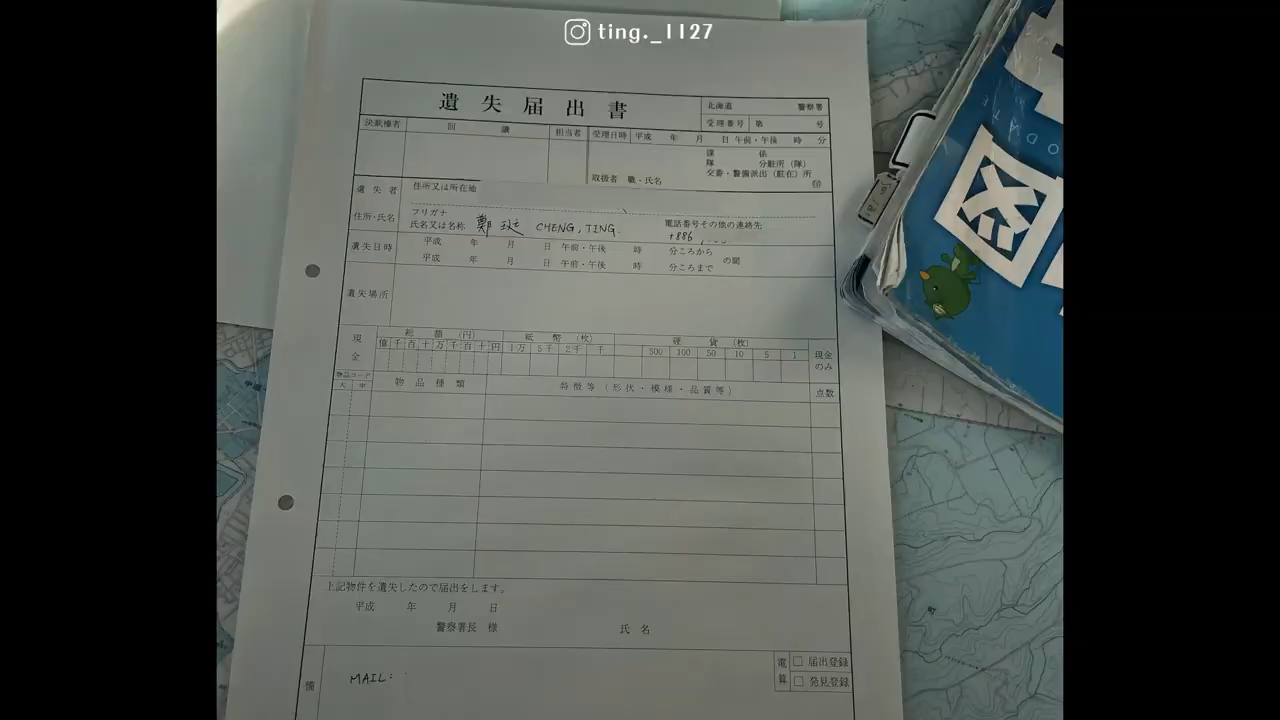 ting._1127
遺失届出書
北海道 警察署
受理番号 第 号
決裁権者 回議 担当者 受理日時 平成 年 月 日 午前・午後 時 分
課 係
隊 分駐所（隊）
交番・警備派出（駐在）所
取扱者 職・氏名 ㊞
遺失者
住所・氏名
住所又は所在地
フリガナ
氏名又は名称 鄭 CHENG, TING.
電話番号その他の連絡先
+886
遺失日時
平成 年 月 日 午前・午後 時 分ころから
平成 年 月 日 午前・午後 時 分ころまで
の間
遺失場所
現金
総額（円） 紙幣（枚） 硬貨（枚）
億 千 百 十 万 千 百 十 円 1万 5千 2千 千 500 100 50 10 5 1 現金のみ
物品コード
大 中
物品種類 特徴等（形状・模様・品質等） 点数
上記物件を遺失したので届出をします。
平成 年 月 日
警察署長 様 氏名
備
MAIL:
電算
□ 届出登録
□ 発見登録
図